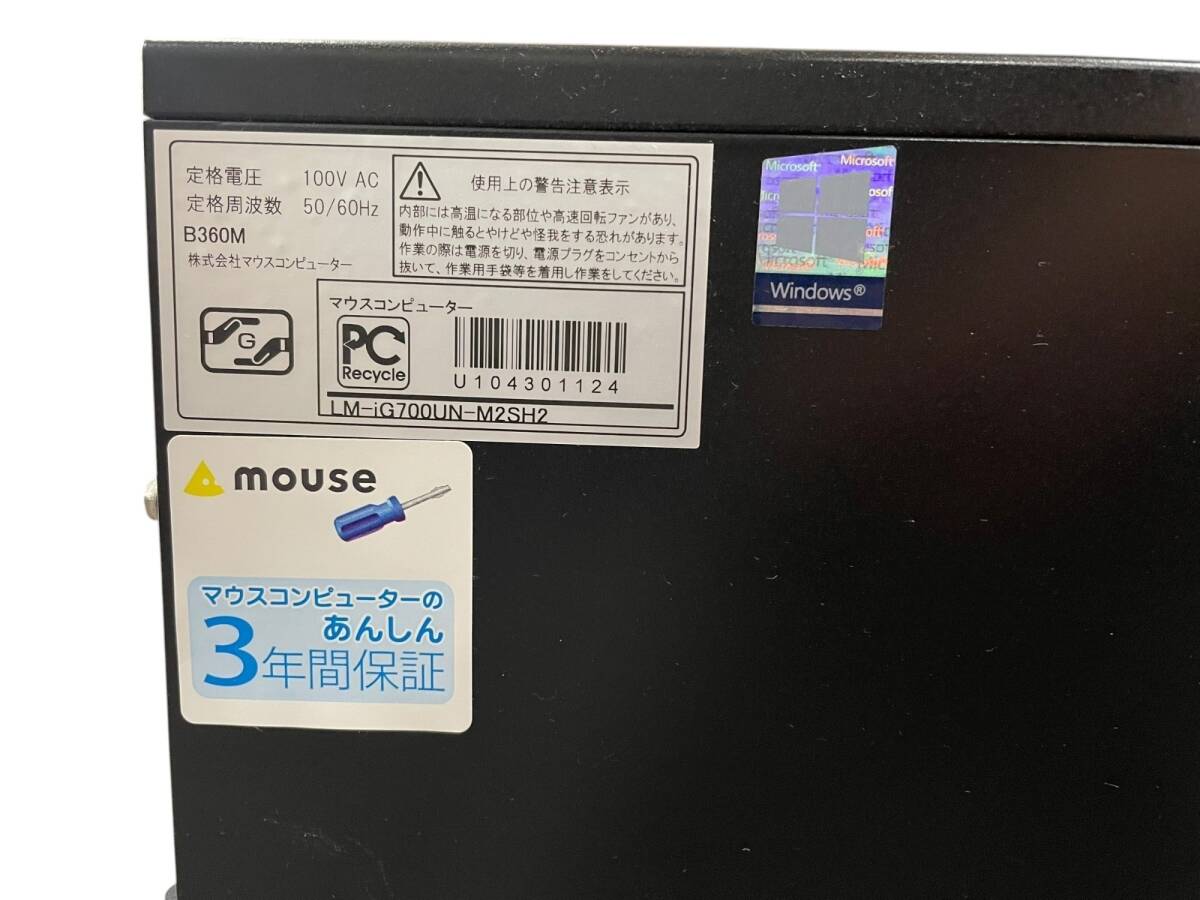 定格電圧 100V AC
定格周波数 50/60Hz
B360M
株式会社マウスコンピューター
使用上の警告注意表示
内部には高温になる部位や高速回転ファンがあり、
動作中に触るとやけどや怪我をする恐れがあります。
作業の際は電源を切り、電源プラグをコンセントから
抜いて、作業用手袋等を着用し作業をしてください。
G
マウスコンピューター
PC
Recycle
U104301124
LM-iG700UN-M2SH2
Microsoft Microsoft
Windows®
mouse
マウスコンピューターの
あんしん
3年間保証